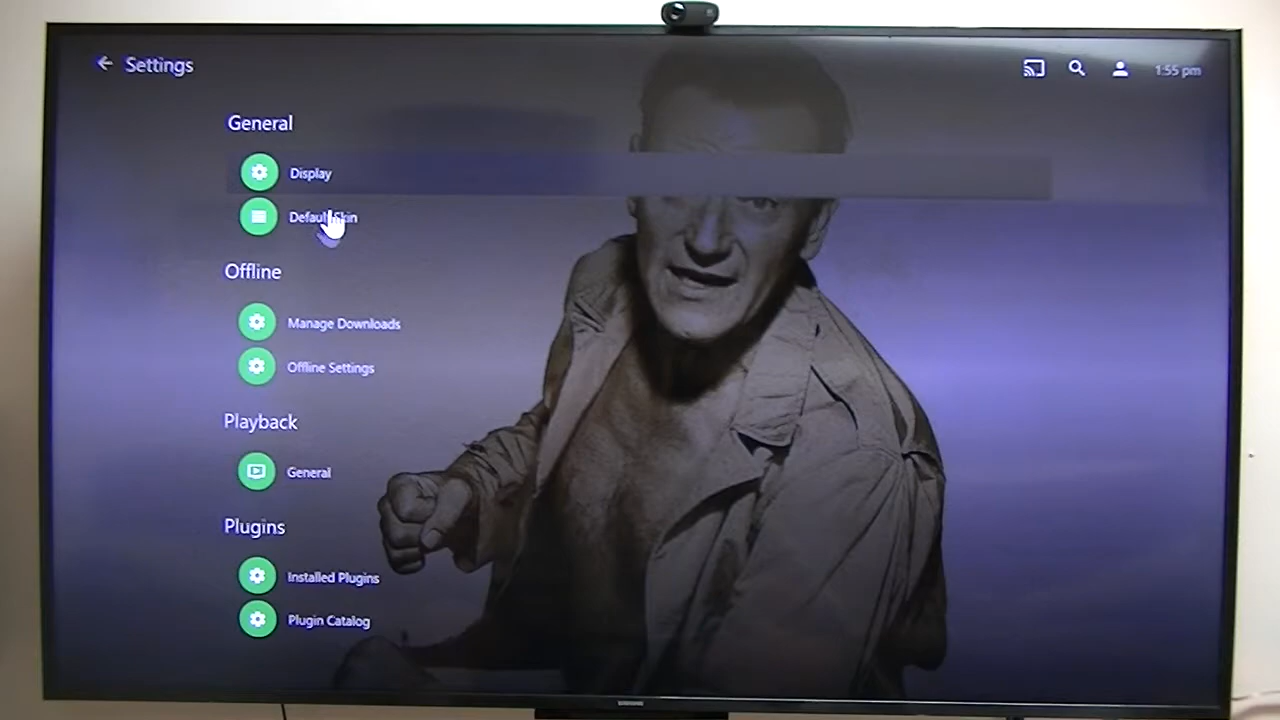 Settings
1:55 pm
General
Display
Default Skin
Offline
Manage Downloads
Offline Settings
Playback
General
Plugins
Installed Plugins
Plugin Catalog
SAMSUNG